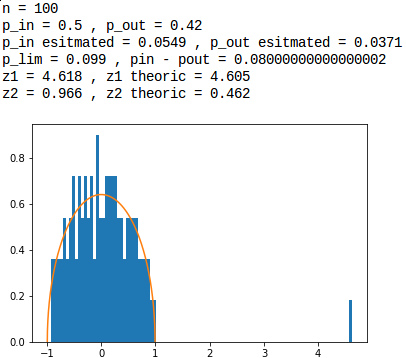 n = 100
p_in = 0.5 , p_out = 0.42
p_in esitmated = 0.0549 , p_out esitmated = 0.0371
p_lim = 0.099 , pin - pout = 0.08000000000000002
z1 = 4.618 , z1 theoric = 4.605
z2 = 0.966 , z2 theoric = 0.462
0.8
0.6
0.4
0.2
0.0
−1 0 1 2 3 4